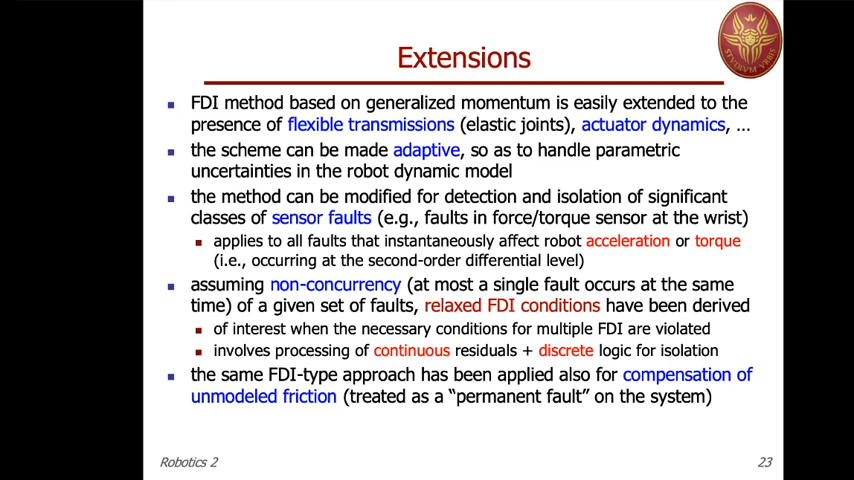 Extensions
STVDIVM VRBIS
FDI method based on generalized momentum is easily extended to the
presence of flexible transmissions (elastic joints), actuator dynamics, ...
the scheme can be made adaptive, so as to handle parametric
uncertainties in the robot dynamic model
the method can be modified for detection and isolation of significant
classes of sensor faults (e.g., faults in force/torque sensor at the wrist)
applies to all faults that instantaneously affect robot acceleration or torque
(i.e., occurring at the second-order differential level)
assuming non-concurrency (at most a single fault occurs at the same
time) of a given set of faults, relaxed FDI conditions have been derived
of interest when the necessary conditions for multiple FDI are violated
involves processing of continuous residuals + discrete logic for isolation
the same FDI-type approach has been applied also for compensation of
unmodeled friction (treated as a “permanent fault” on the system)
Robotics 2
23